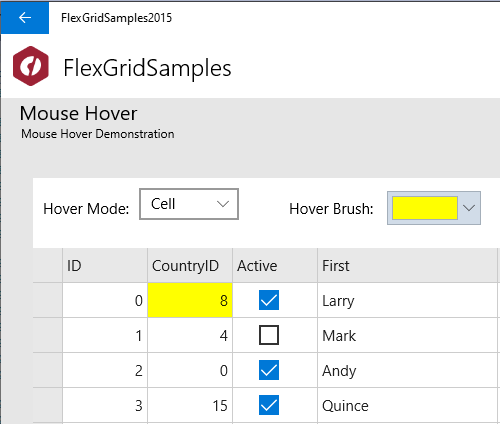 FlexGridSamples2015
FlexGridSamples
Mouse Hover
Mouse Hover Demonstration
Hover Mode: Cell Hover Brush:
ID CountryID Active First
0 8 Larry
1 4 Mark
2 0 Andy
3 15 Quince